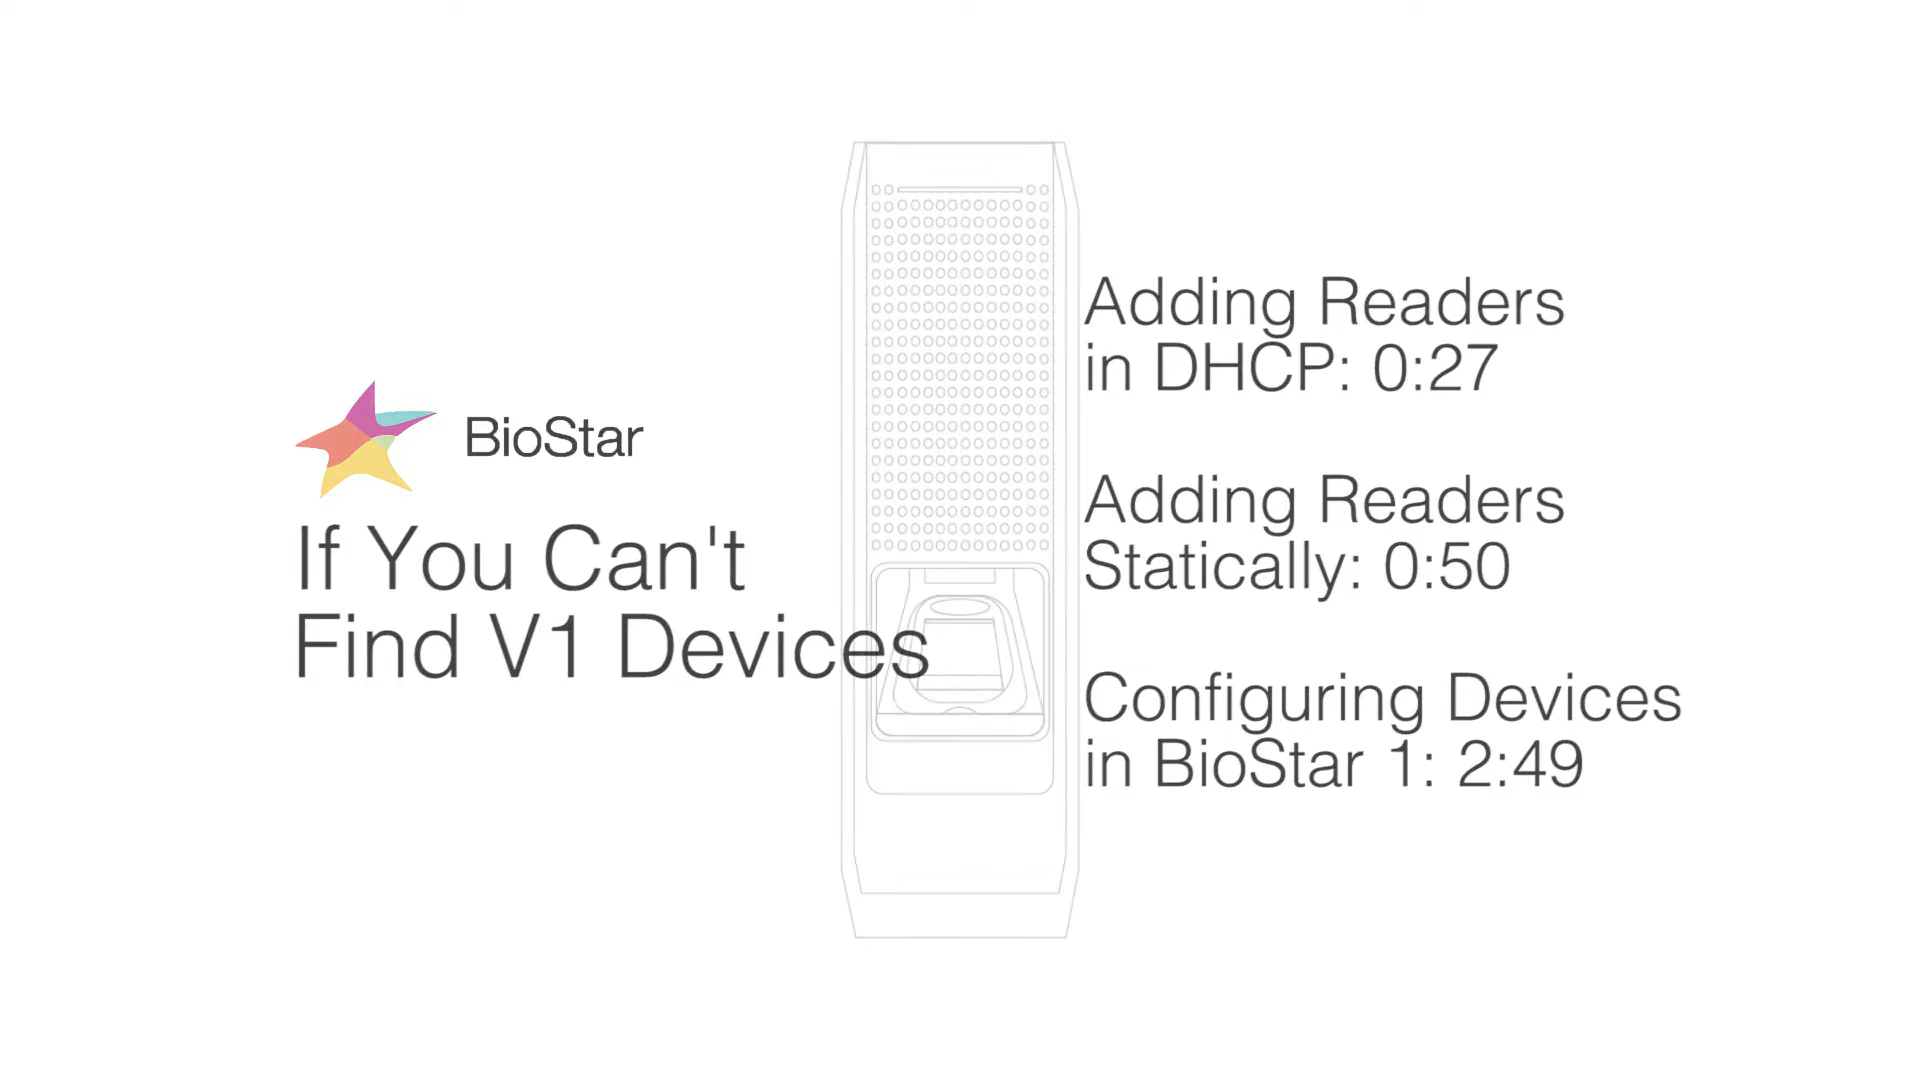 BioStar
If You Can't
Find V1 Devices
Adding Readers
in DHCP: 0:27
Adding Readers
Statically: 0:50
Configuring Devices
in BioStar 1: 2:49